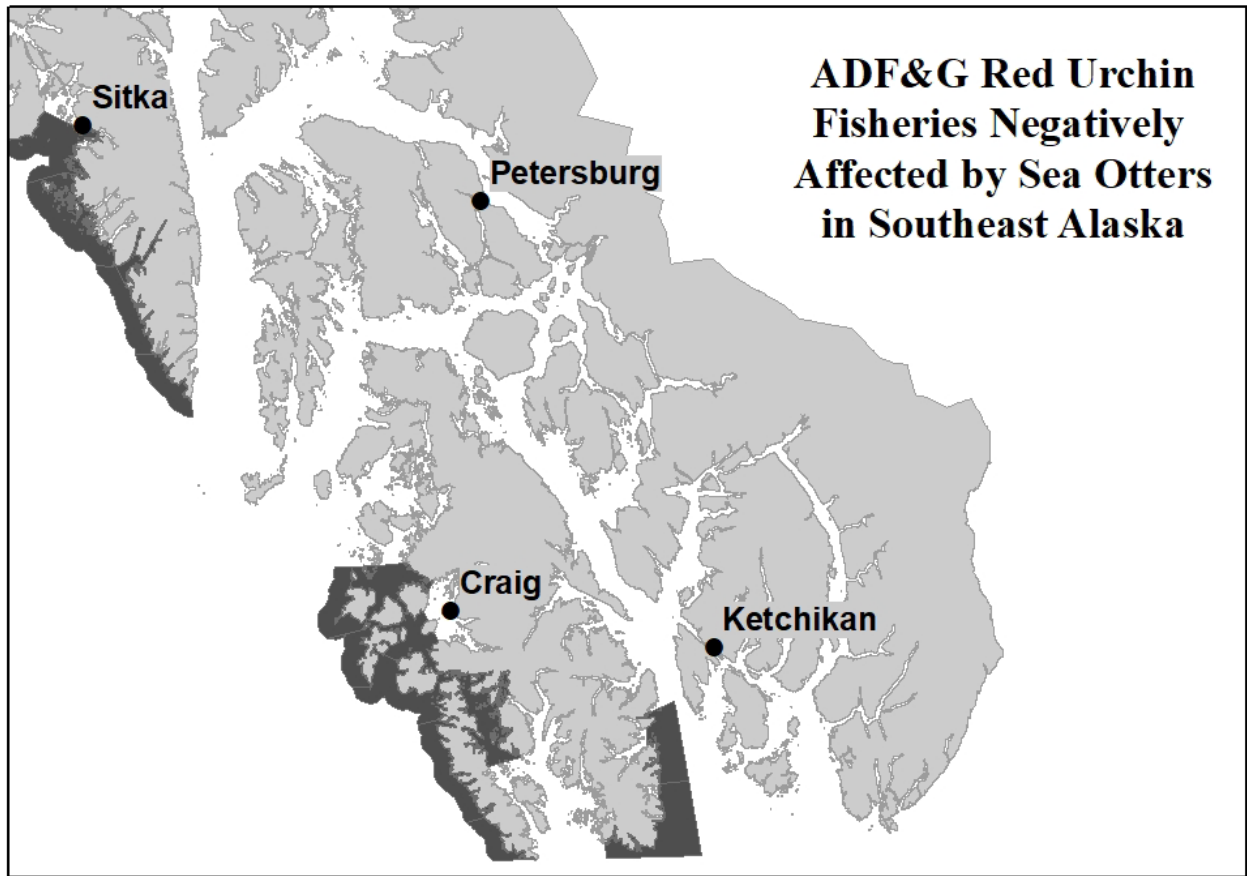 ADF&G Red Urchin
Fisheries Negatively
Affected by Sea Otters
in Southeast Alaska
Sitka
Petersburg
Craig
Ketchikan